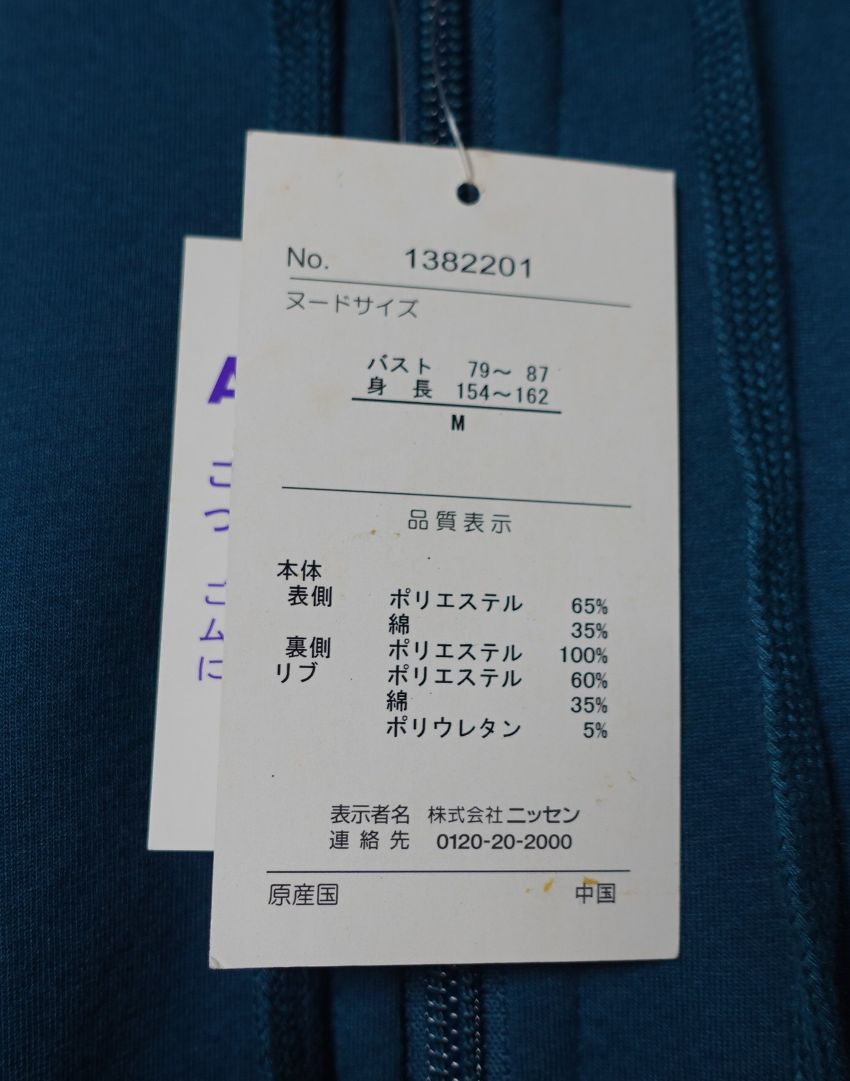 No. 1382201
ヌードサイズ
バスト 79～ 87
身 長 154～162
M
品質表示
本体
表側 ポリエステル 65%
綿 35%
裏側 ポリエステル 100%
リブ ポリエステル 60%
綿 35%
ポリウレタン 5%
表示者名 株式会社ニッセン
連絡先 0120-20-2000
原産国 中国